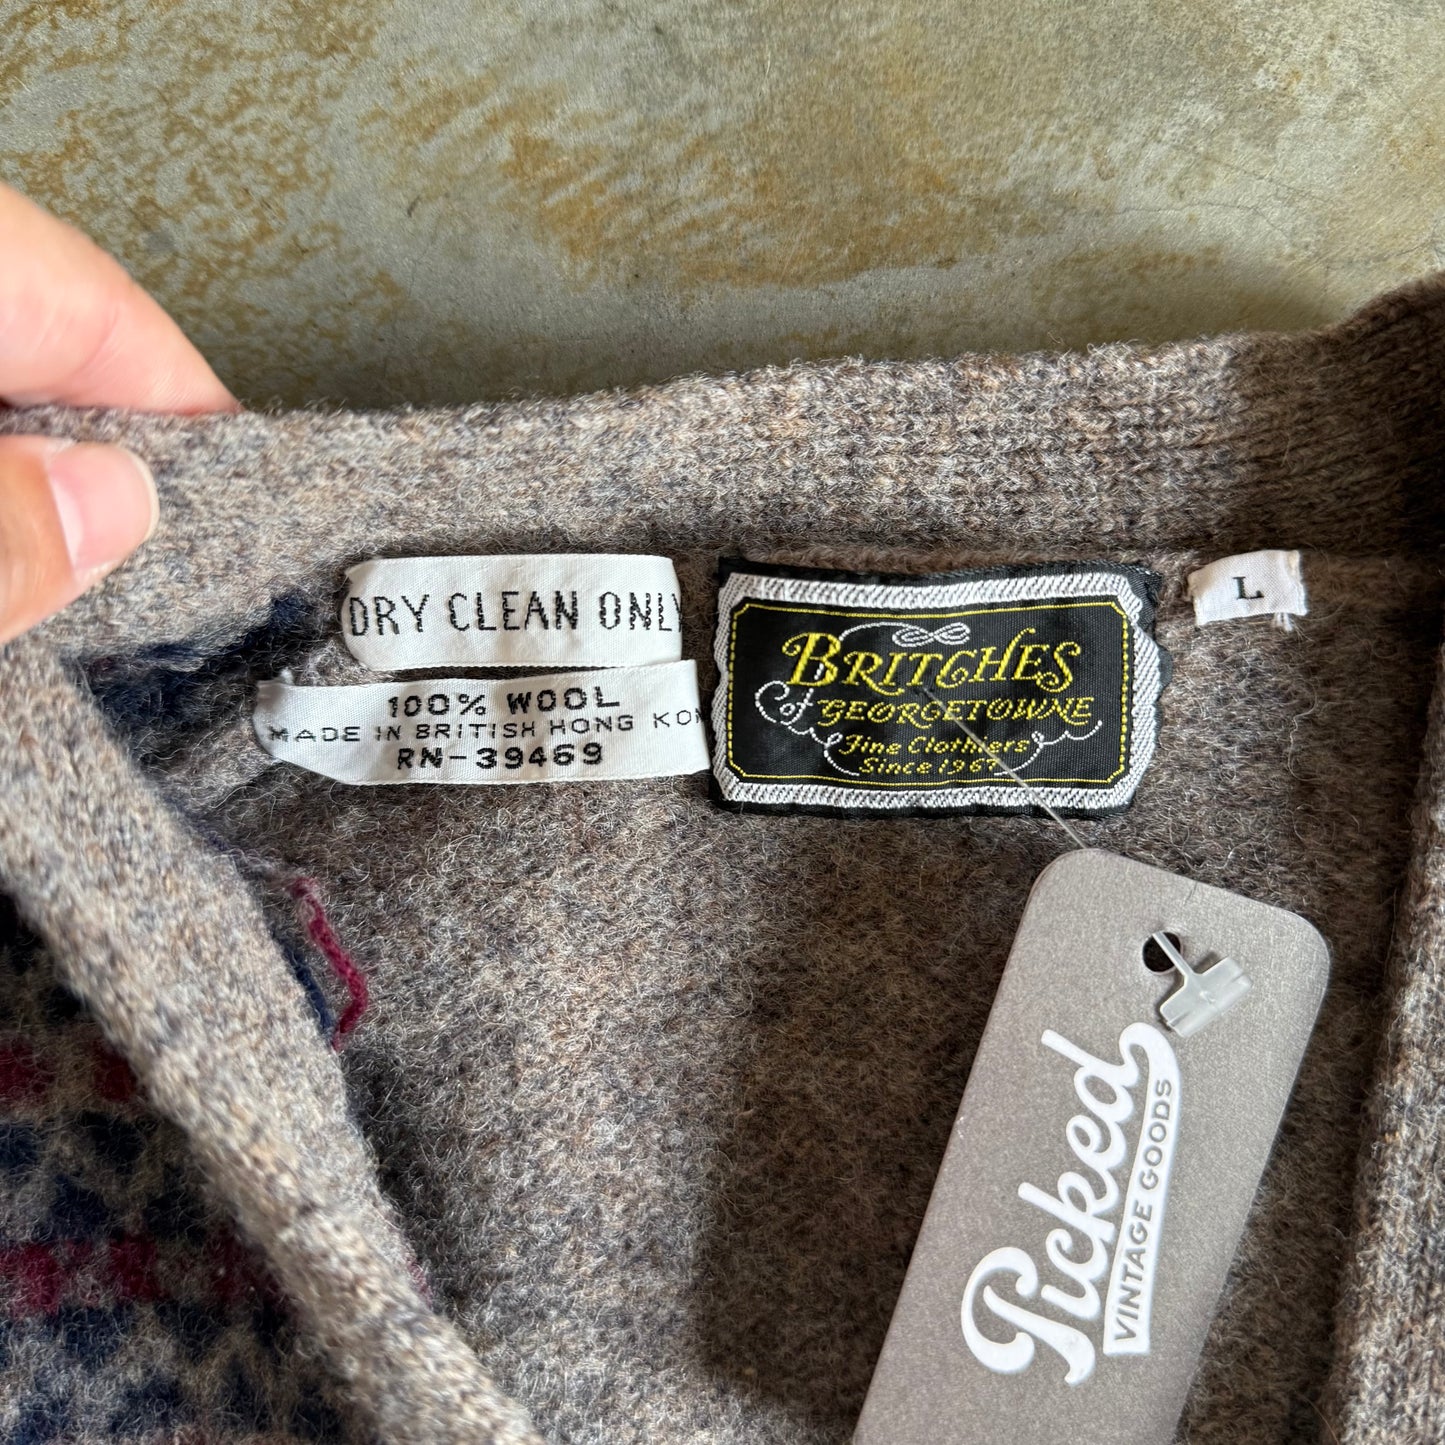 DRY CLEAN ONLY
100% WOOL
MADE IN BRITISH HONG KON
RN-39469
BRITCHES
of GEORGETOWNE
Fine Clothiers
Since 1967
L
Picked
VINTAGE GOODS